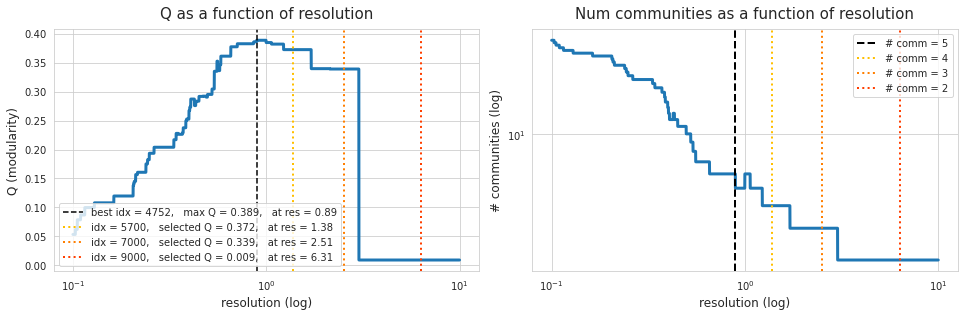 Q as a function of resolution
Q (modularity)
0.40
0.35
0.30
0.25
0.20
0.15
0.10
0.05
0.00
best idx = 4752, max Q = 0.389, at res = 0.89
idx = 5700, selected Q = 0.372, at res = 1.38
idx = 7000, selected Q = 0.339, at res = 2.51
idx = 9000, selected Q = 0.009, at res = 6.31
10⁻¹ 10⁰ 10¹
resolution (log)
Num communities as a function of resolution
# communities (log)
10¹
# comm = 5
# comm = 4
# comm = 3
# comm = 2
10⁻¹ 10⁰ 10¹
resolution (log)